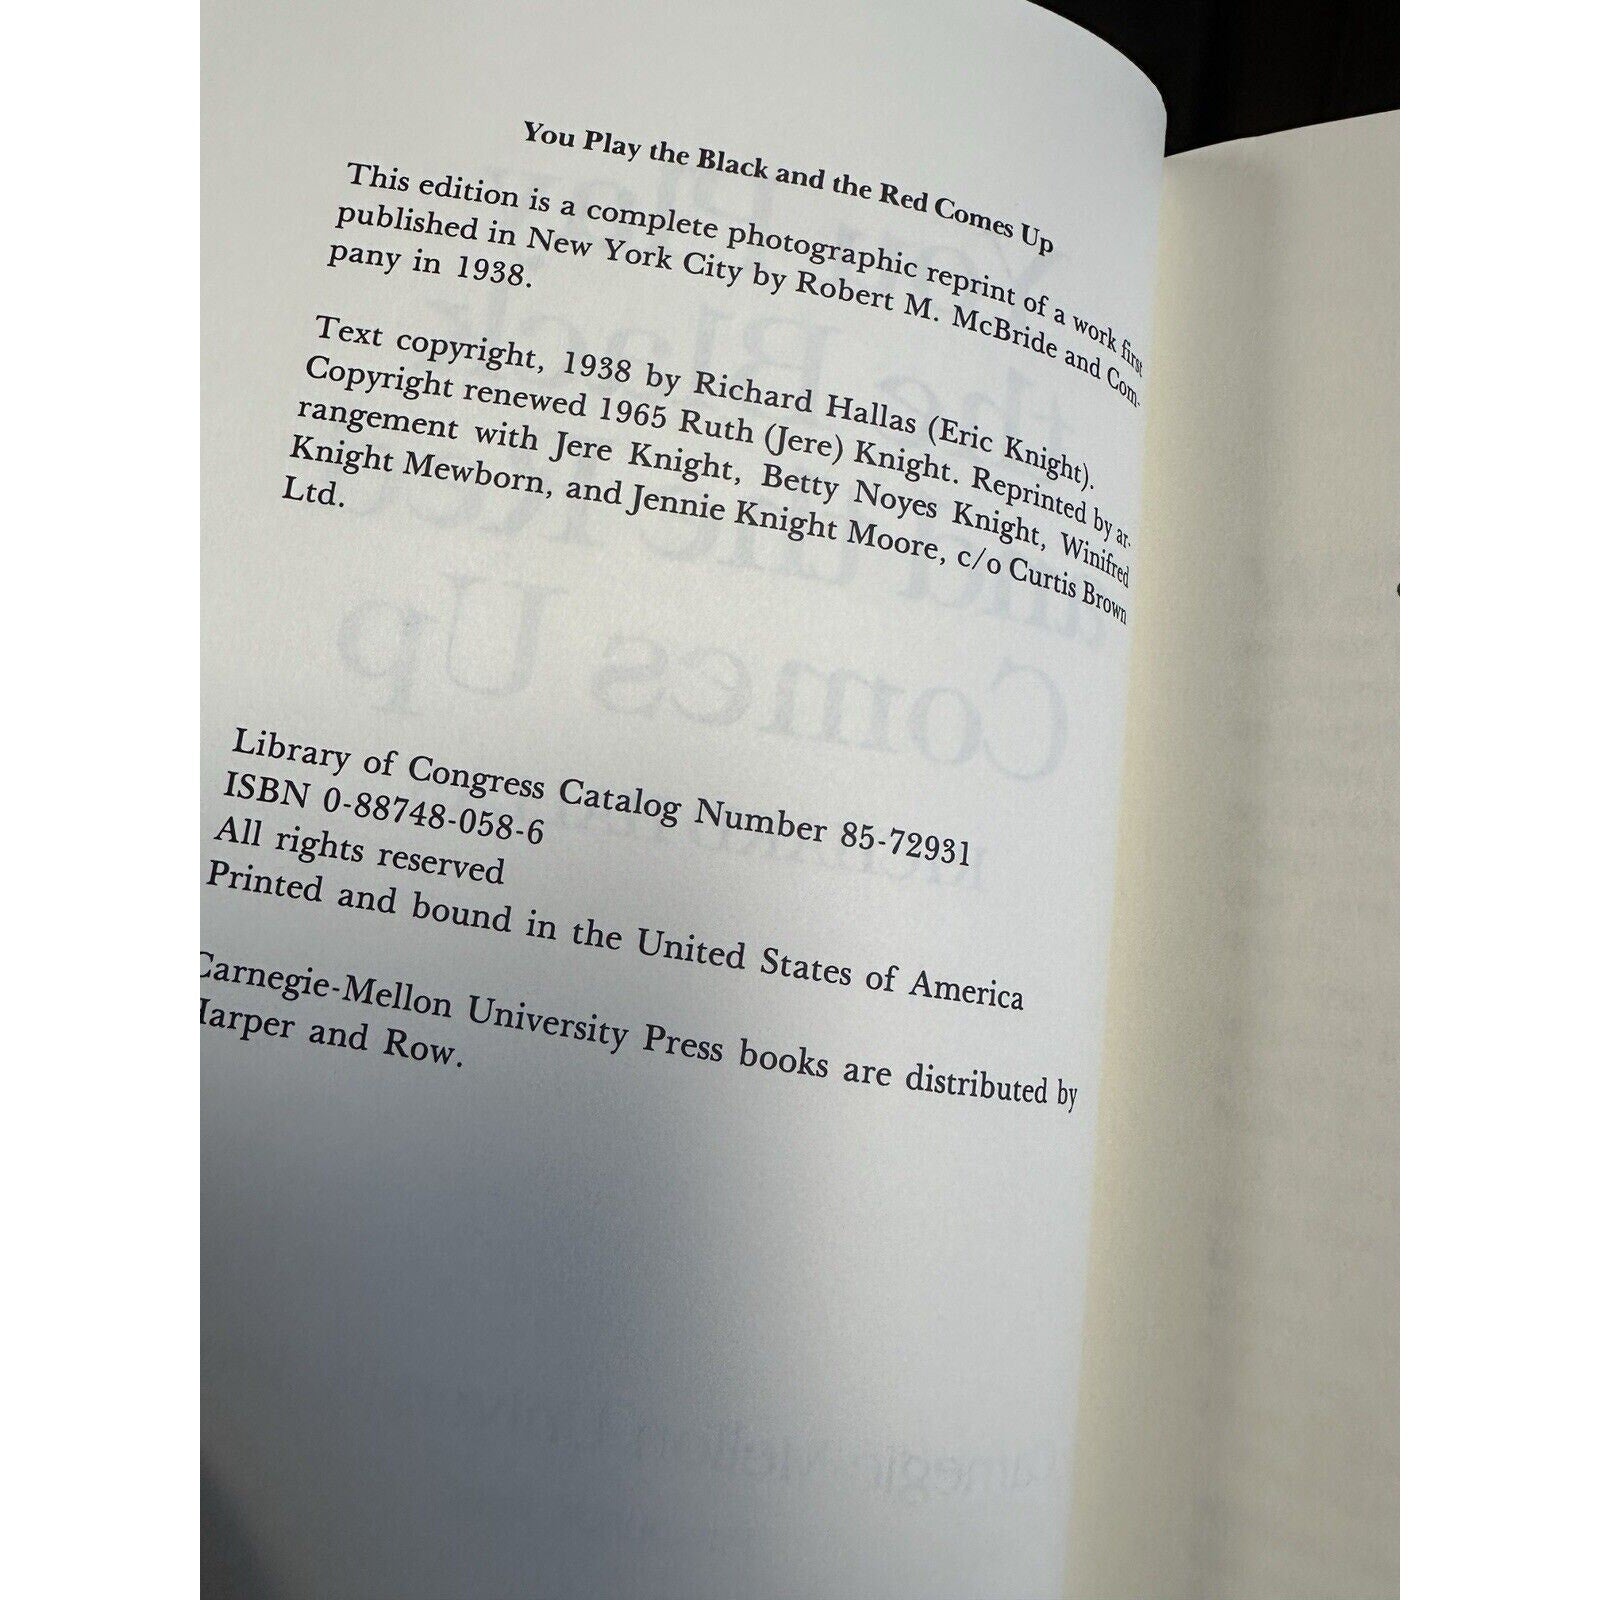 You Play the Black and the Red Comes Up
This edition is a complete photographic reprint of a work first
published in New York City by Robert M. McBride and Com-
pany in 1938.
Text copyright, 1938 by Richard Hallas (Eric Knight).
Copyright renewed 1965 Ruth (Jere) Knight. Reprinted by ar-
rangement with Jere Knight, Betty Noyes Knight, Winifred
Knight Mewborn, and Jennie Knight Moore, c/o Curtis Brown
Ltd.
Library of Congress Catalog Number 85-72931
ISBN 0-88748-058-6
All rights reserved
Printed and bound in the United States of America
Carnegie-Mellon University Press books are distributed by
Harper and Row.